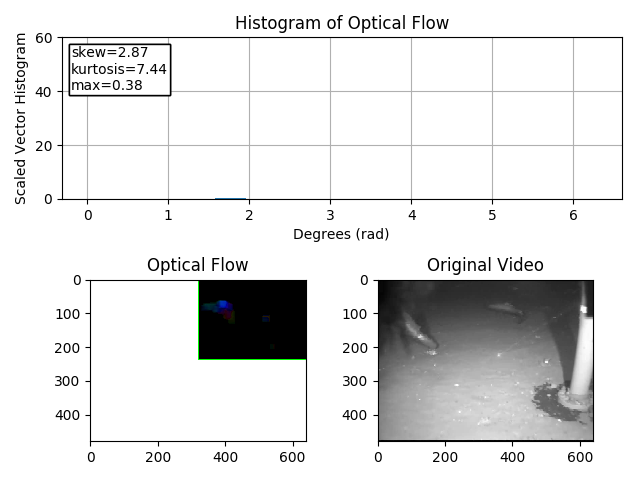 Histogram of Optical Flow
Scaled Vector Histogram
60
40
20
0
skew=2.87
kurtosis=7.44
max=0.38
0 1 2 3 4 5 6
Degrees (rad)
Optical Flow
0
100
200
300
400
0 200 400 600
Original Video
0
100
200
300
400
0 200 400 600